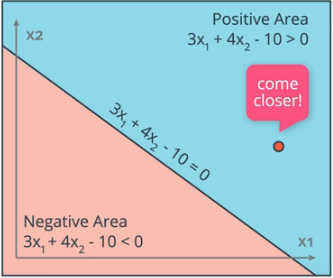 Positive Area
3x₁ + 4x₂ - 10 > 0
X2
come
closer!
3x₁ + 4x₂ - 10 = 0
Negative Area
3x₁ + 4x₂ - 10 < 0
X1